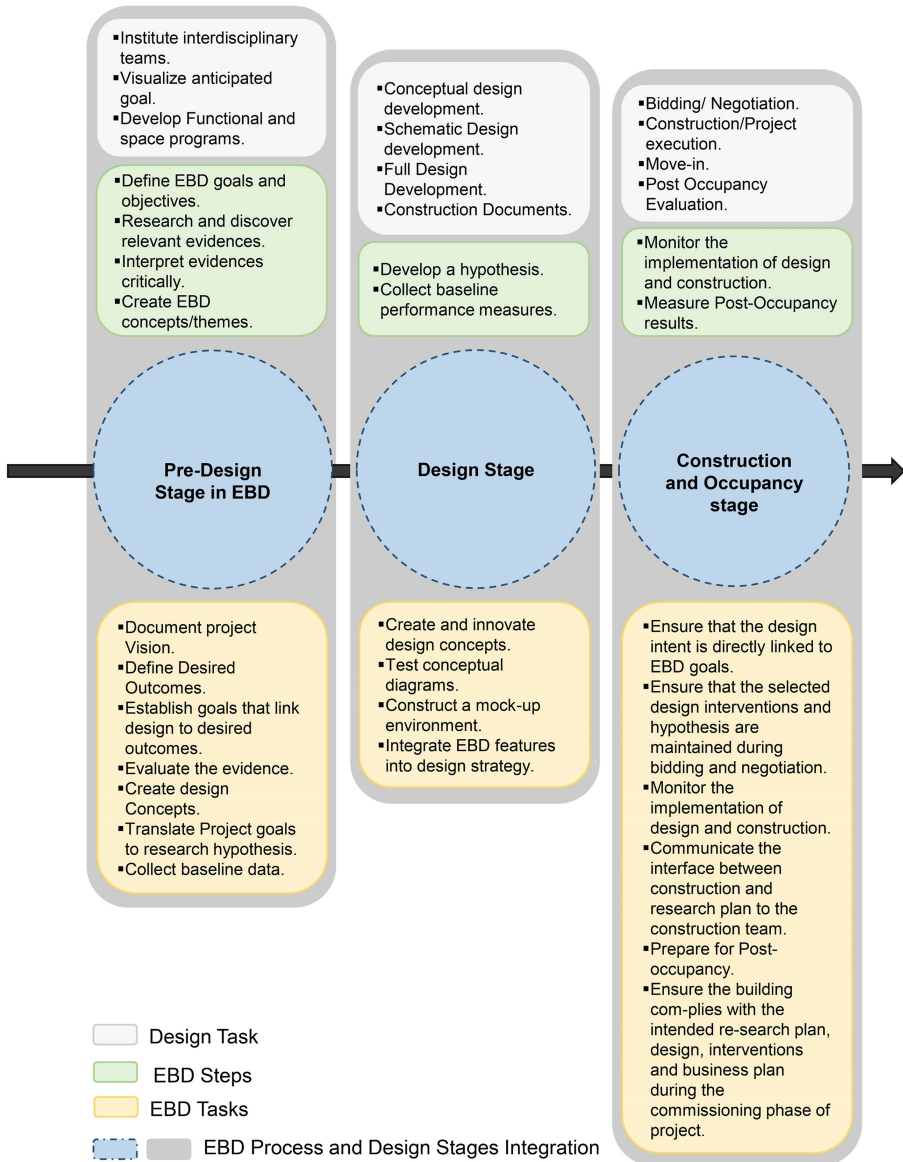 ▪Institute interdisciplinary
teams.
▪Visualize anticipated
goal.
▪Develop Functional and
space programs.
▪Define EBD goals and
objectives.
▪Research and discover
relevant evidences.
▪Interpret evidences
critically.
▪Create EBD
concepts/themes.
Pre-Design
Stage in EBD
▪Document project
Vision.
▪Define Desired
Outcomes.
▪Establish goals that link
design to desired
outcomes.
▪Evaluate the evidence.
▪Create design
Concepts.
▪Translate Project goals
to research hypothesis.
▪Collect baseline data.
▪Conceptual design
development.
▪Schematic Design
development.
▪Full Design
Development.
▪Construction Documents.
▪Develop a hypothesis.
▪Collect baseline
performance measures.
Design Stage
▪Create and innovate
design concepts.
▪Test conceptual
diagrams.
▪Construct a mock-up
environment.
▪Integrate EBD features
into design strategy.
▪Bidding/ Negotiation.
▪Construction/Project
execution.
▪Move-in.
▪Post Occupancy
Evaluation.
▪Monitor the
implementation of design
and construction.
▪Measure Post-Occupancy
results.
Construction
and Occupancy
stage
▪Ensure that the design
intent is directly linked to
EBD goals.
▪Ensure that the selected
design interventions and
hypothesis are
maintained during
bidding and negotiation.
▪Monitor the
implementation of
design and construction.
▪Communicate the
interface between
construction and
research plan to the
construction team.
▪Prepare for Post-
occupancy.
▪Ensure the building
com-plies with the
intended re-search plan,
design, interventions
and business plan
during the
commissioning phase of
project.
Design Task
EBD Steps
EBD Tasks
EBD Process and Design Stages Integration